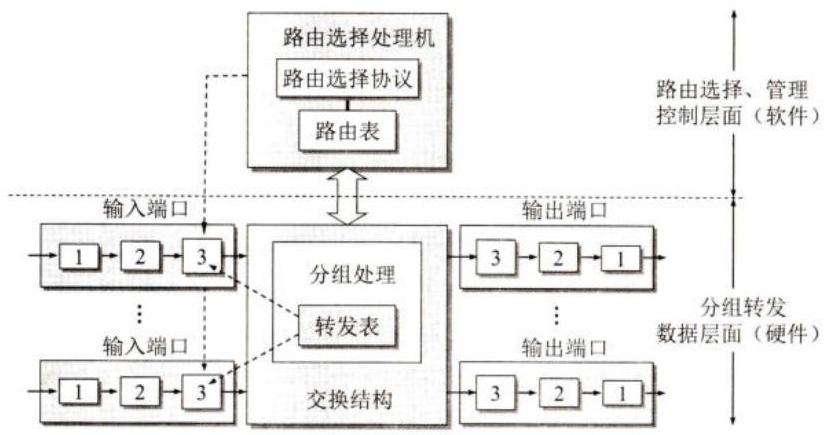 路由选择处理机
路由选择协议
路由表
路由选择、管理
控制层面（软件）
输入端口
1 2 3
输出端口
3 2 1
分组处理
转发表
交换结构
⋮
⋮
输入端口
1 2 3
输出端口
3 2 1
分组转发
数据层面（硬件）